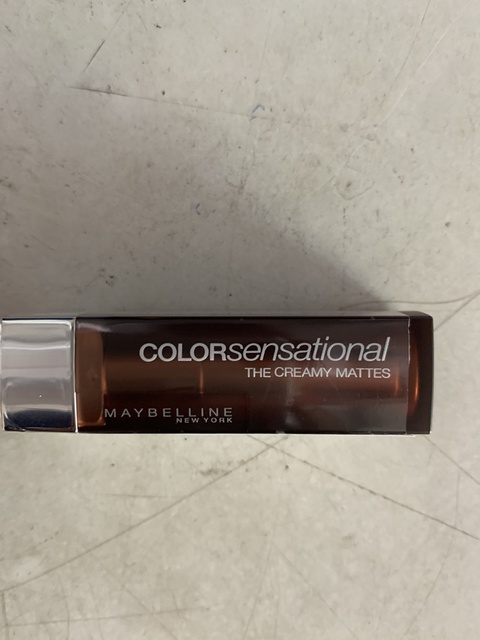 COLORsensational
THE CREAMY MATTES
MAYBELLINE
NEW YORK